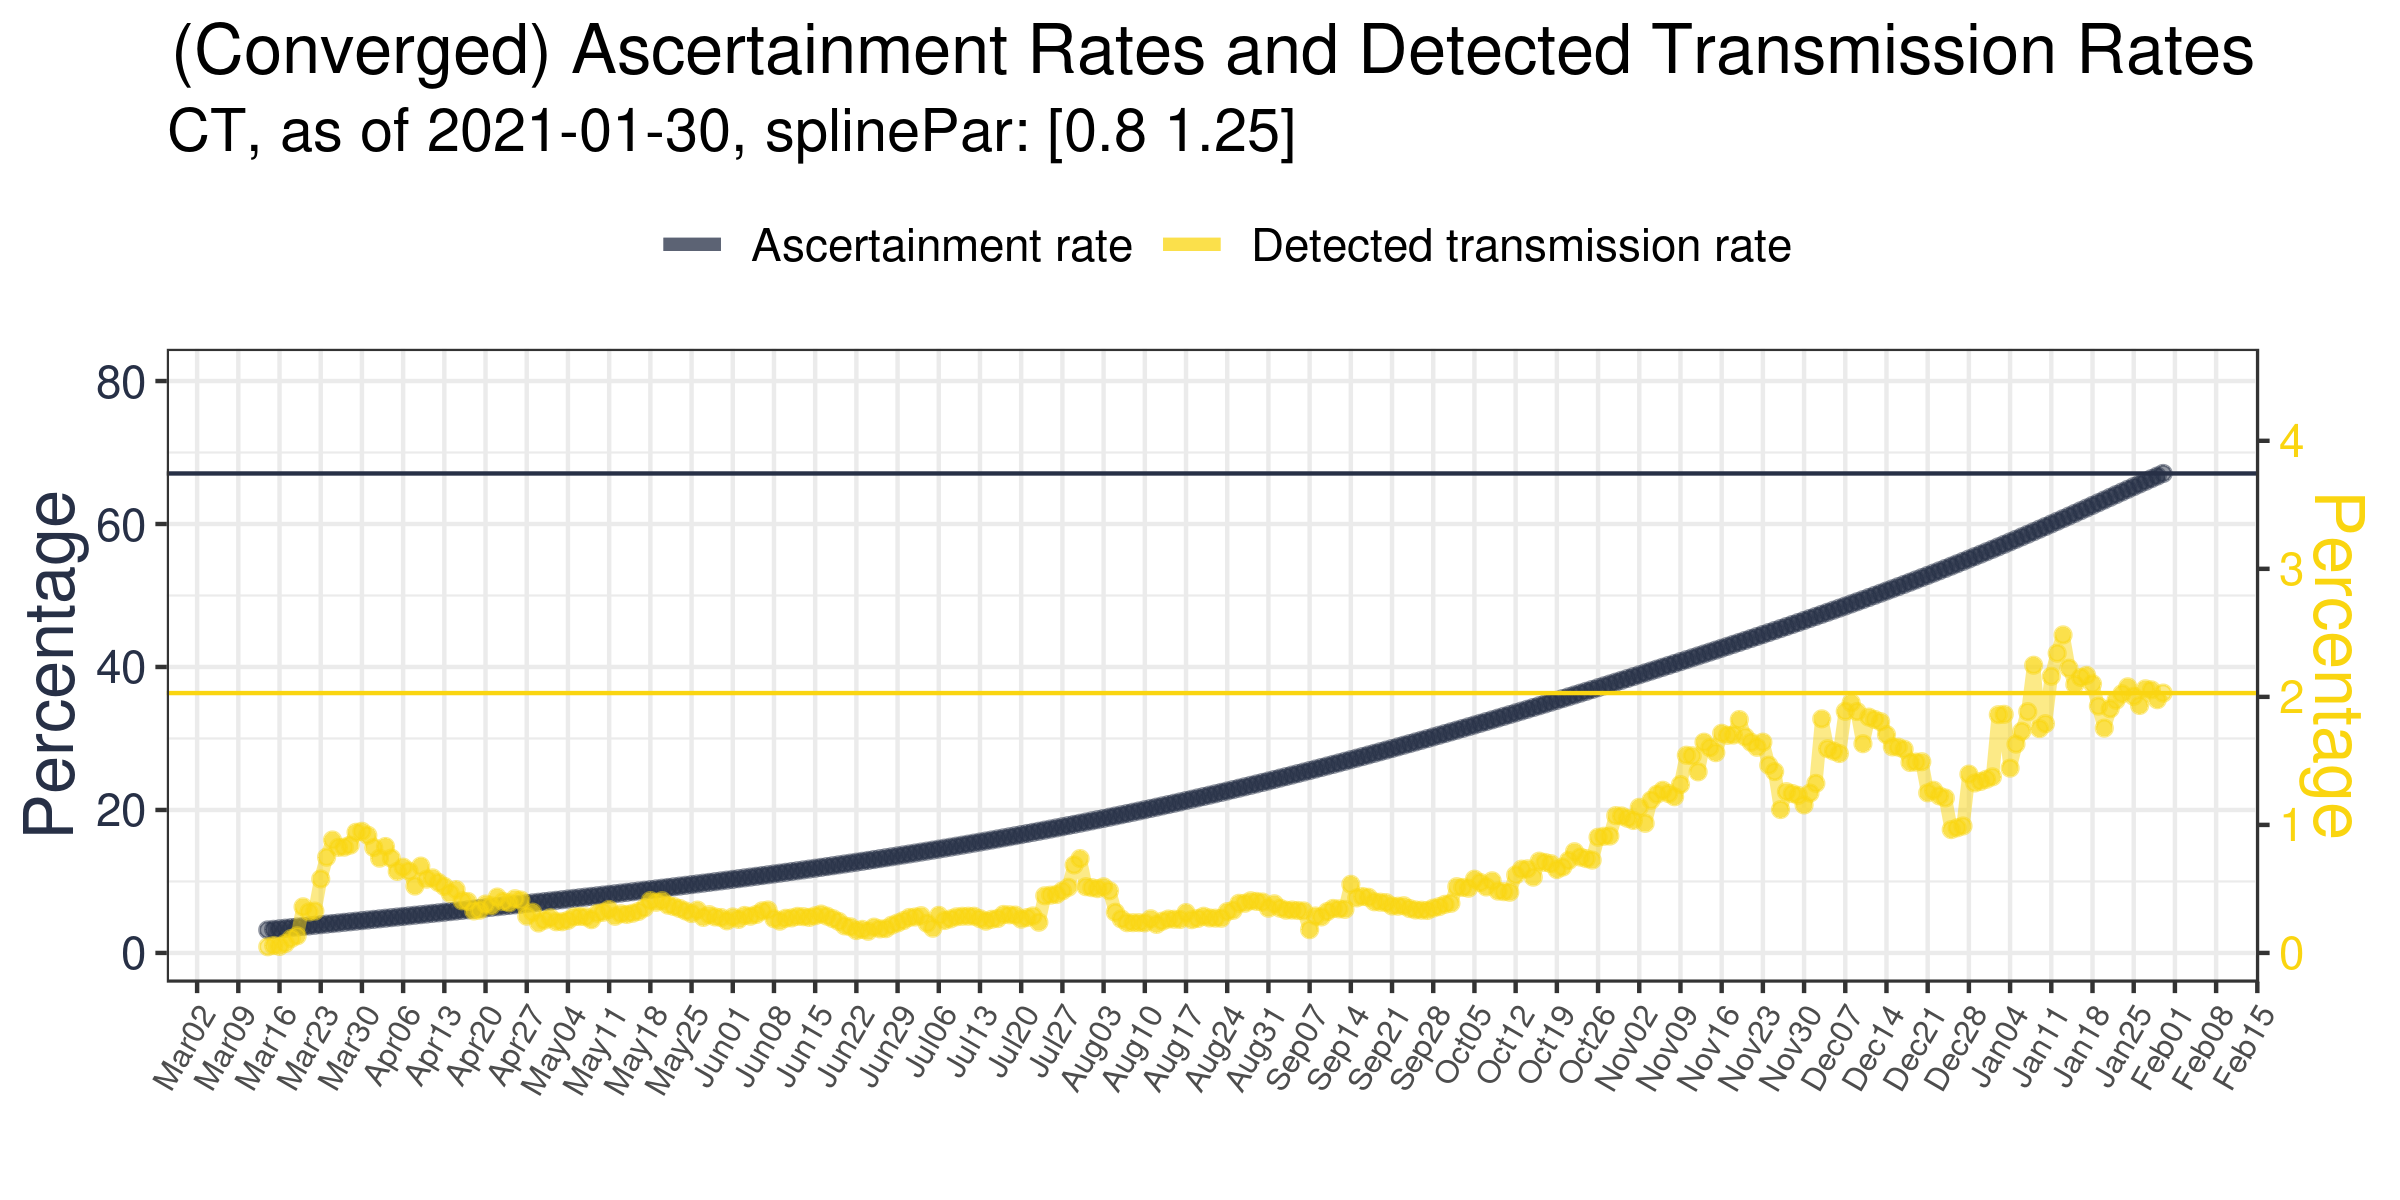 (Converged) Ascertainment Rates and Detected Transmission Rates
CT, as of 2021-01-30, splinePar: [0.8 1.25]
Ascertainment rate
Detected transmission rate
Percentage
80
60
40
20
0
4
3
2
1
0
Percentage
Mar02
Mar09
Mar16
Mar23
Mar30
Apr06
Apr13
Apr20
Apr27
May04
May11
May18
May25
Jun01
Jun08
Jun15
Jun22
Jun29
Jul06
Jul13
Jul20
Jul27
Aug03
Aug10
Aug17
Aug24
Aug31
Sep07
Sep14
Sep21
Sep28
Oct05
Oct12
Oct19
Oct26
Nov02
Nov09
Nov16
Nov23
Nov30
Dec07
Dec14
Dec21
Dec28
Jan04
Jan11
Jan18
Jan25
Feb01
Feb08
Feb15